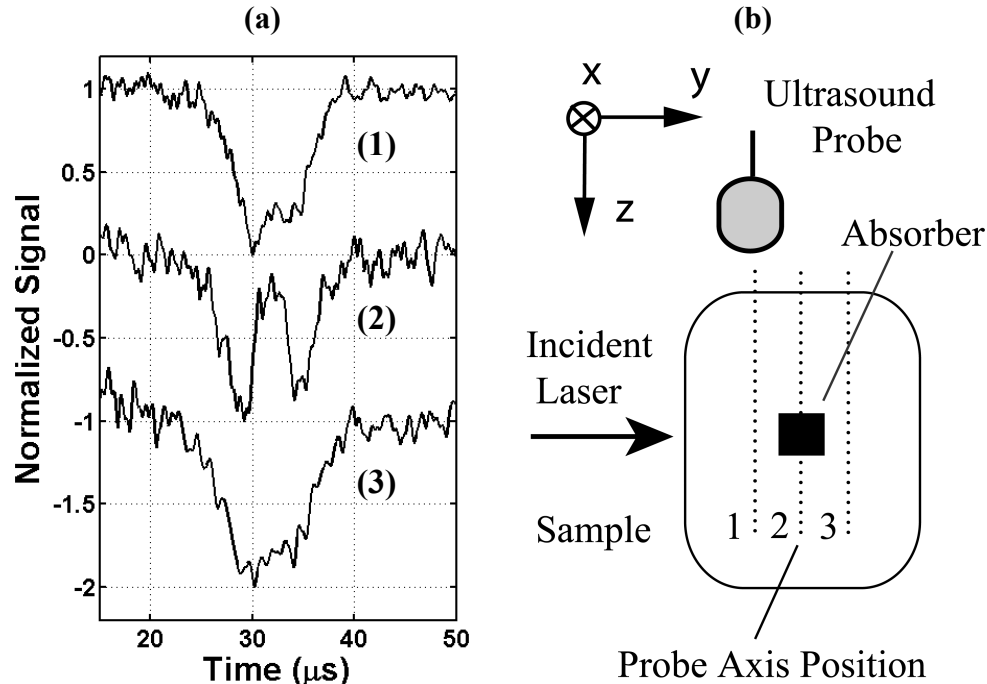 (a)
1
0.5
0
-0.5
-1
-1.5
-2
Normalized Signal
(1)
(2)
(3)
20
30
40
50
Time (μs)
(b)
x
y
z
Ultrasound
Probe
Absorber
Incident
Laser
Sample
1
2
3
Probe Axis Position